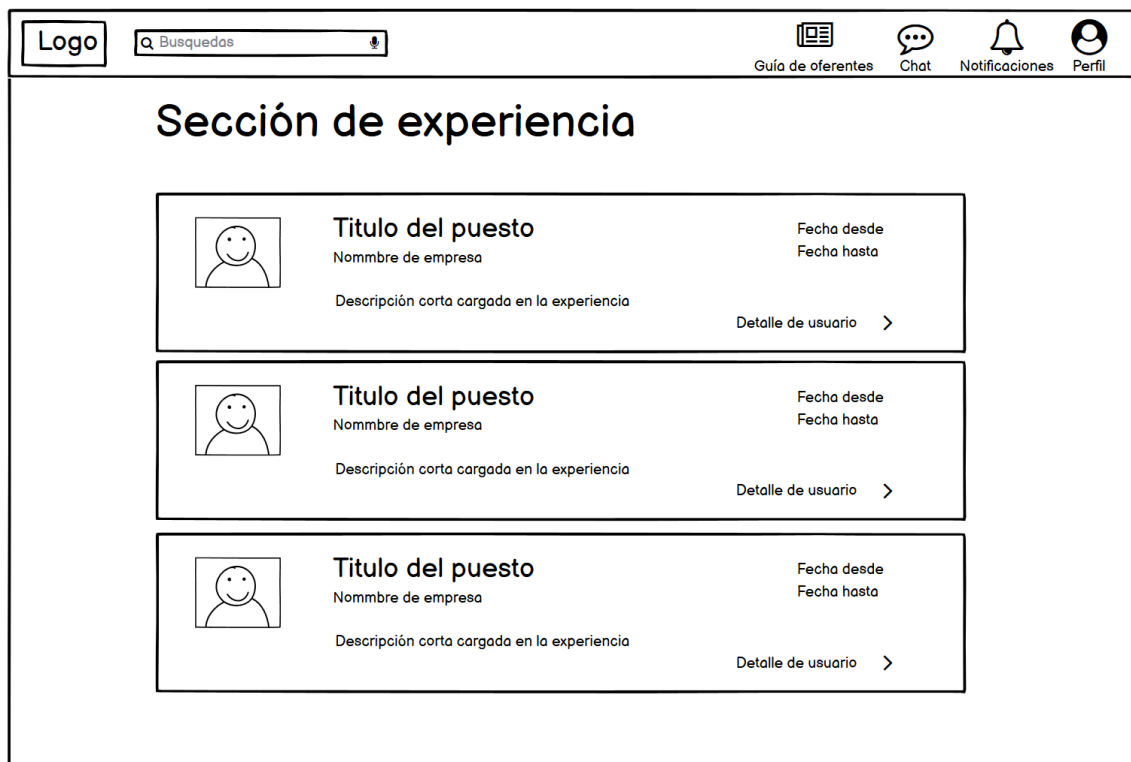 Logo
Busquedas
Guía de oferentes
Chat
Notificaciones
Perfil
Sección de experiencia
Titulo del puesto
Nommbre de empresa
Fecha desde
Fecha hasta
Descripción corta cargada en la experiencia
Detalle de usuario
Titulo del puesto
Nommbre de empresa
Fecha desde
Fecha hasta
Descripción corta cargada en la experiencia
Detalle de usuario
Titulo del puesto
Nommbre de empresa
Fecha desde
Fecha hasta
Descripción corta cargada en la experiencia
Detalle de usuario